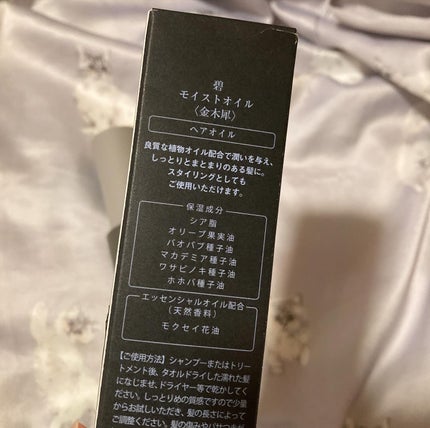 碧
モイストオイル
〈金木犀〉
ヘアオイル
良質な植物オイル配合で潤いを与え、
しっとりとまとまりのある髪に。
スタイリングとしても
ご使用いただけます。
保湿成分
シア脂
オリーブ果実油
バオバブ種子油
マカデミア種子油
ワサビノキ種子油
ホホバ種子油
エッセンシャルオイル配合
(天然香料)
モクセイ花油
【ご使用方法】シャンプーまたはトリー
トメント後、タオルドライした濡れた髪
になじませ、ドライヤー等で乾かしてく
ださい。しっとりめの質感ですので少量
からお試しいただき、髪の長さによって
ご調整ください。髪の傷みやパサつきが